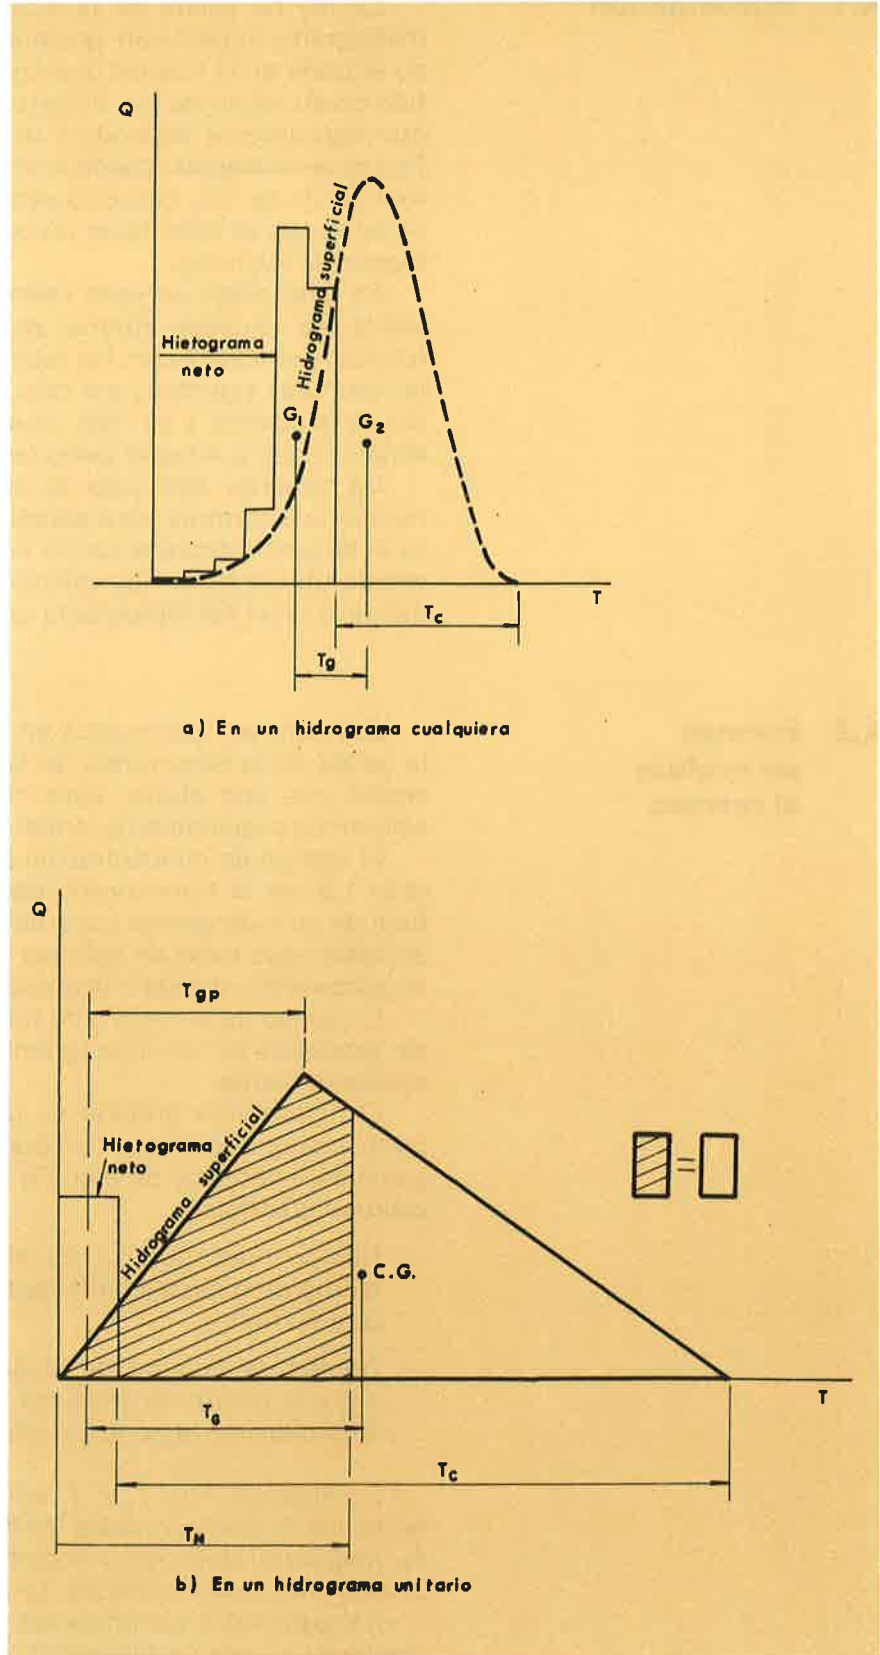 Q
Hietograma
neto
Hidrograma superficial
G1
G2
T
Tc
Tg
a) En un hidrograma cualquiera
Q
Tgp
Hietograma
neto
Hidrograma superficial
=
C.G.
T
TG
Tc
TM
b) En un hidrograma unitario